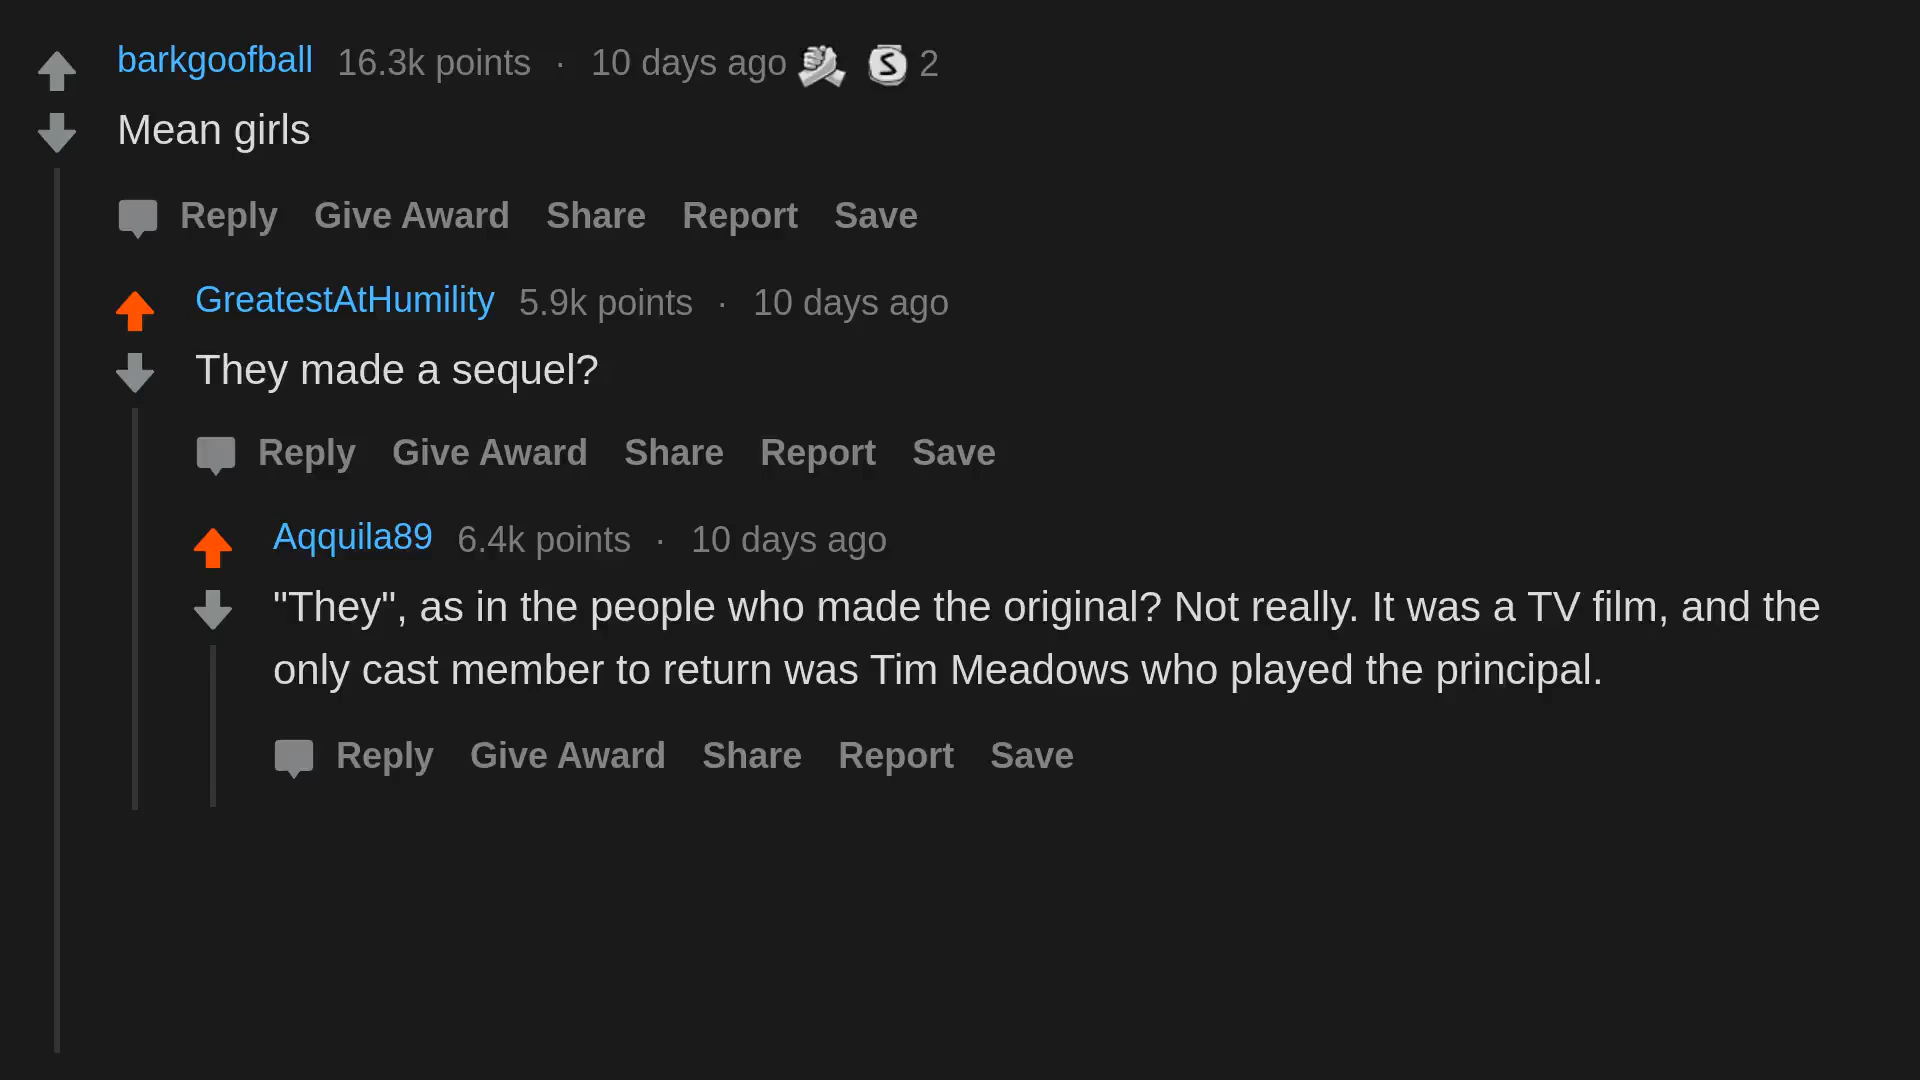 barkgoofball 16.3k points · 10 days ago 2
Mean girls
Reply Give Award Share Report Save
GreatestAtHumility 5.9k points · 10 days ago
They made a sequel?
Reply Give Award Share Report Save
Aqquila89 6.4k points · 10 days ago
"They", as in the people who made the original? Not really. It was a TV film, and the
only cast member to return was Tim Meadows who played the principal.
Reply Give Award Share Report Save